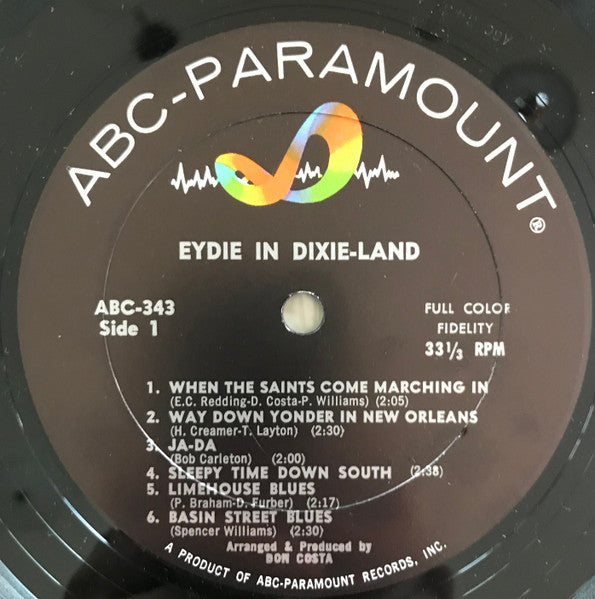 ABC-PARAMOUNT®
EYDIE IN DIXIE-LAND
ABC-343
Side 1
FULL COLOR
FIDELITY
33 1/3 RPM
1. WHEN THE SAINTS COME MARCHING IN
(E.C. Redding-D. Costa-P. Williams) (2:05)
2. WAY DOWN YONDER IN NEW ORLEANS
(H. Creamer-T. Layton) (2:30)
3. JA-DA
(Bob Carleton) (2:00)
4. SLEEPY TIME DOWN SOUTH (2:38)
5. LIMEHOUSE BLUES
(P. Braham-D. Furber) (2:17)
6. BASIN STREET BLUES
(Spencer Williams) (2:30)
Arranged & Produced by
DON COSTA
A PRODUCT OF ABC-PARAMOUNT RECORDS, INC.